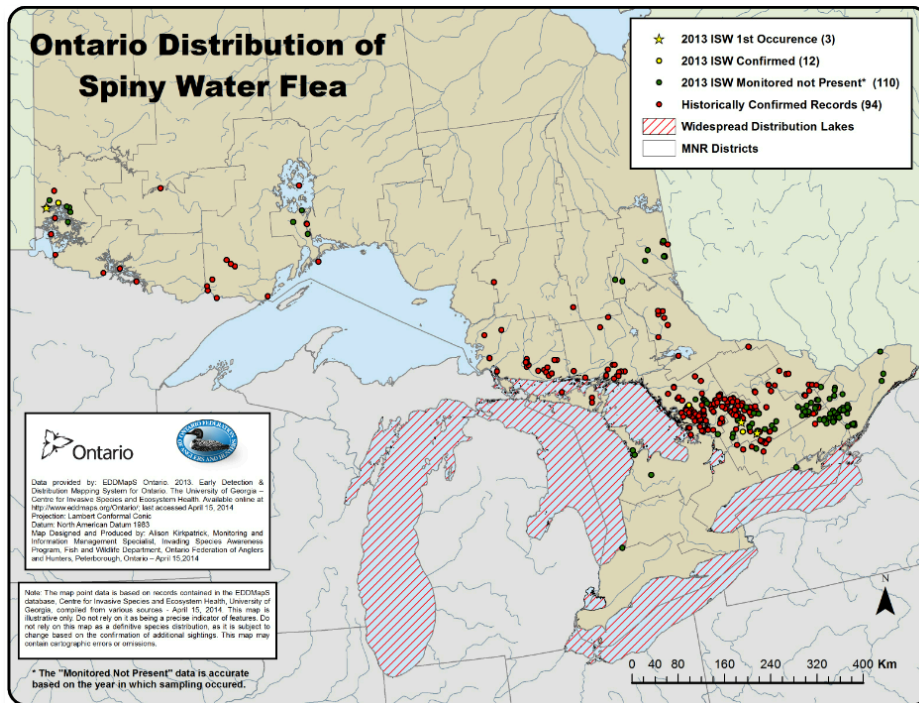 Ontario Distribution of
Spiny Water Flea
2013 ISW 1st Occurence (3)
2013 ISW Confirmed (12)
2013 ISW Monitored not Present* (110)
Historically Confirmed Records (94)
Widespread Distribution Lakes
MNR Districts
Ontario
ONTARIO FEDERATION
ANGLERS AND HUNTERS
Data provided by: EDDMapS Ontario. 2013. Early Detection &
Distribution Mapping System for Ontario. The University of Georgia –
Centre for Invasive Species and Ecosystem Health. Available online at
http://www.eddmaps.org/Ontario/; last accessed April 15, 2014
Projection: Lambert Conformal Conic
Datum: North American Datum 1983
Map Designed and Produced by: Alison Kirkpatrick, Monitoring and
Information Management Specialist, Invading Species Awareness
Program, Fish and Wildlife Department, Ontario Federation of Anglers
and Hunters, Peterborough, Ontario – April 15,2014
Note: The map point data is based on records contained in the EDDMapS
database, Centre for Invasive Species and Ecosystem Health, University of
Georgia, compiled from various sources - April 15, 2014. This map is
illustrative only. Do not rely on it as being a precise indicator of features. Do
not rely on this map as a definitive species distribution, as it is subject to
change based on the confirmation of additional sightings. This map may
contain cartographic errors or omissions.
* The "Monitored Not Present" data is accurate
based on the year in which sampling occured.
N
0 40 80 160 240 320 400 Km